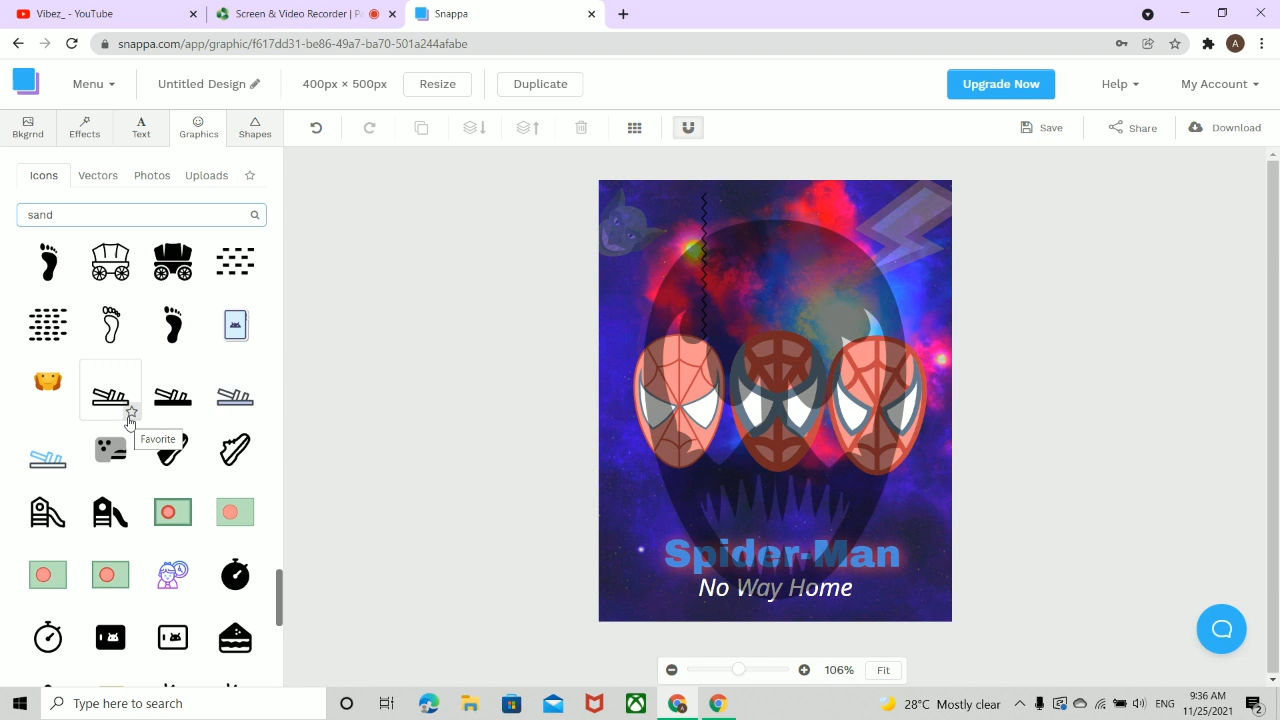 Vibez_ - YouTube
Screen & Video Recorder | P
Snappa
snappa.com/app/graphic/f617dd31-be86-49a7-ba70-501a244afabe
A
Menu
Untitled Design
400px × 500px
Resize
Duplicate
Upgrade Now
Help
My Account
Bkgrnd
Effects
Text
Graphics
Shapes
Save
Share
Download
Icons
Vectors
Photos
Uploads
sand
Favorite
Spider-Man
No Way Home
106%
Fit
Type here to search
28°C Mostly clear
ENG
9:36 AM
11/25/2021
2